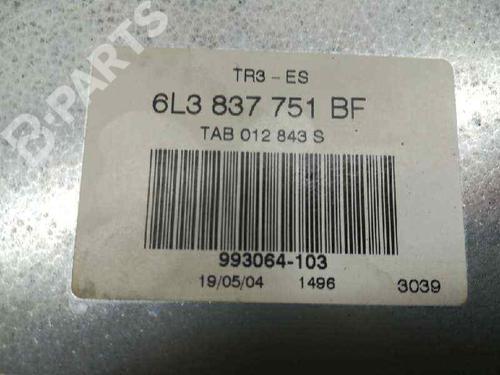 B-PARTS
TR3 - ES
6L3 837 751 BF
TAB 012 843 S
993064-103
19/05/04 1496 3039